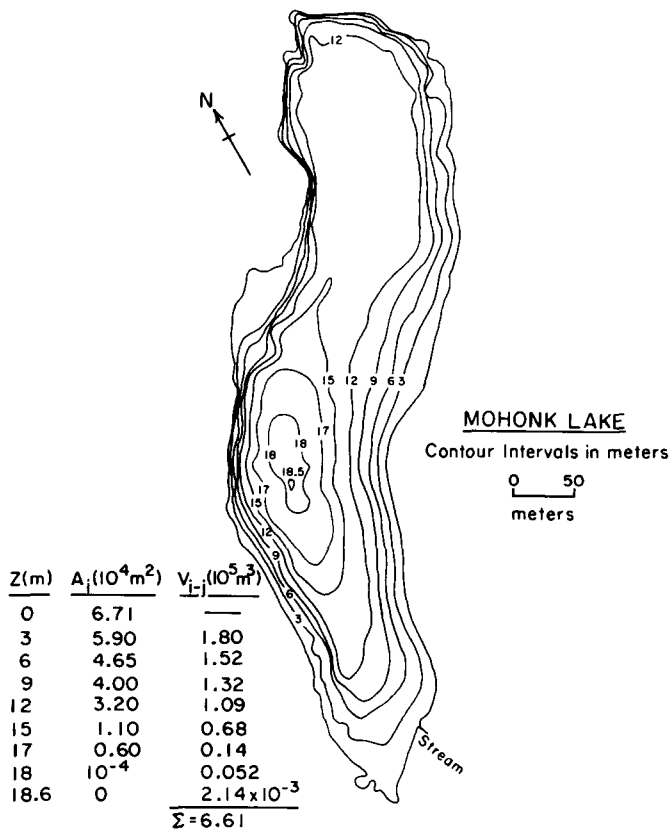 12
N
15 12 9 6 3
17
18 18
18.5
17
15
12
9
6
3
MOHONK LAKE
Contour Intervals in meters
0 50
meters
Stream
Z(m) A_i(10^4m^2) V_i-j(10^5m^3)
0 6.71 —
3 5.90 1.80
6 4.65 1.52
9 4.00 1.32
12 3.20 1.09
15 1.10 0.68
17 0.60 0.14
18 10^-4 0.052
18.6 0 2.14x10^-3
Σ=6.61